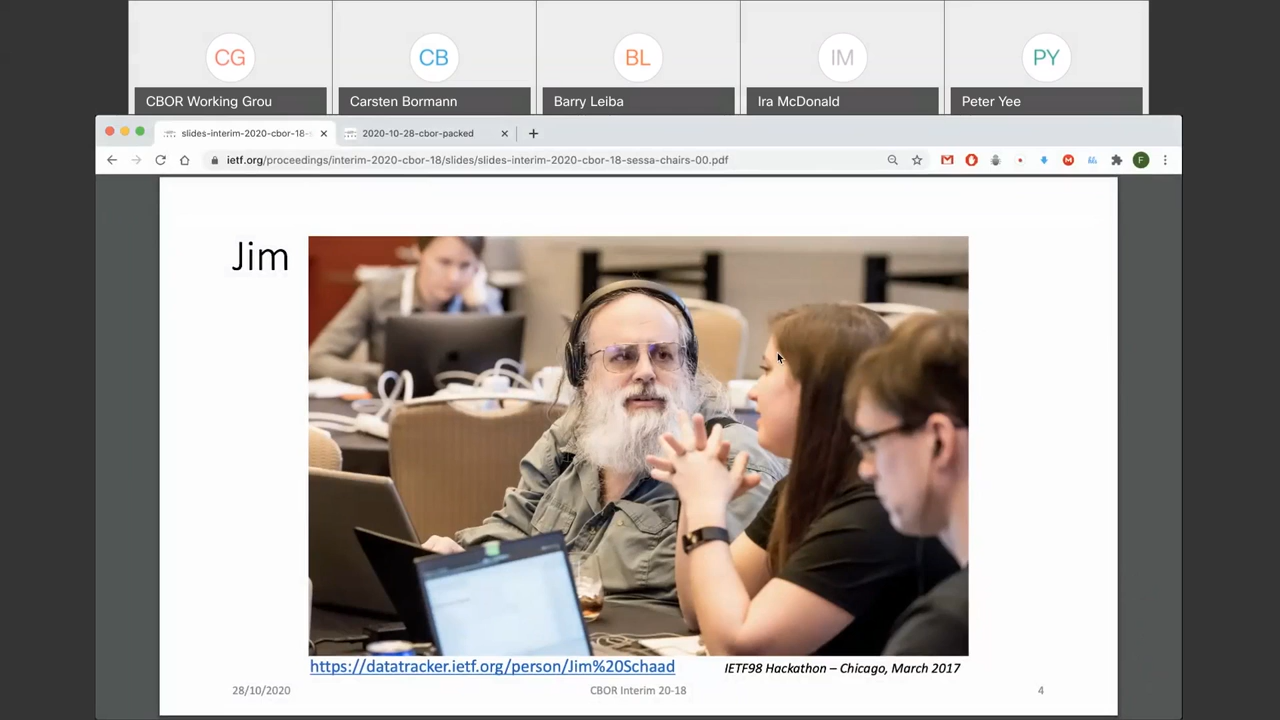 CG
CB
BL
IM
PY
CBOR Working Grou
Carsten Bormann
Barry Leiba
Ira McDonald
Peter Yee
slides-interim-2020-cbor-18-s
2020-10-28-cbor-packed
ietf.org/proceedings/interim-2020-cbor-18/slides/slides-interim-2020-cbor-18-sessa-chairs-00.pdf
F
Jim
https://datatracker.ietf.org/person/Jim%20Schaad
IETF98 Hackathon – Chicago, March 2017
28/10/2020
CBOR Interim 20-18
4